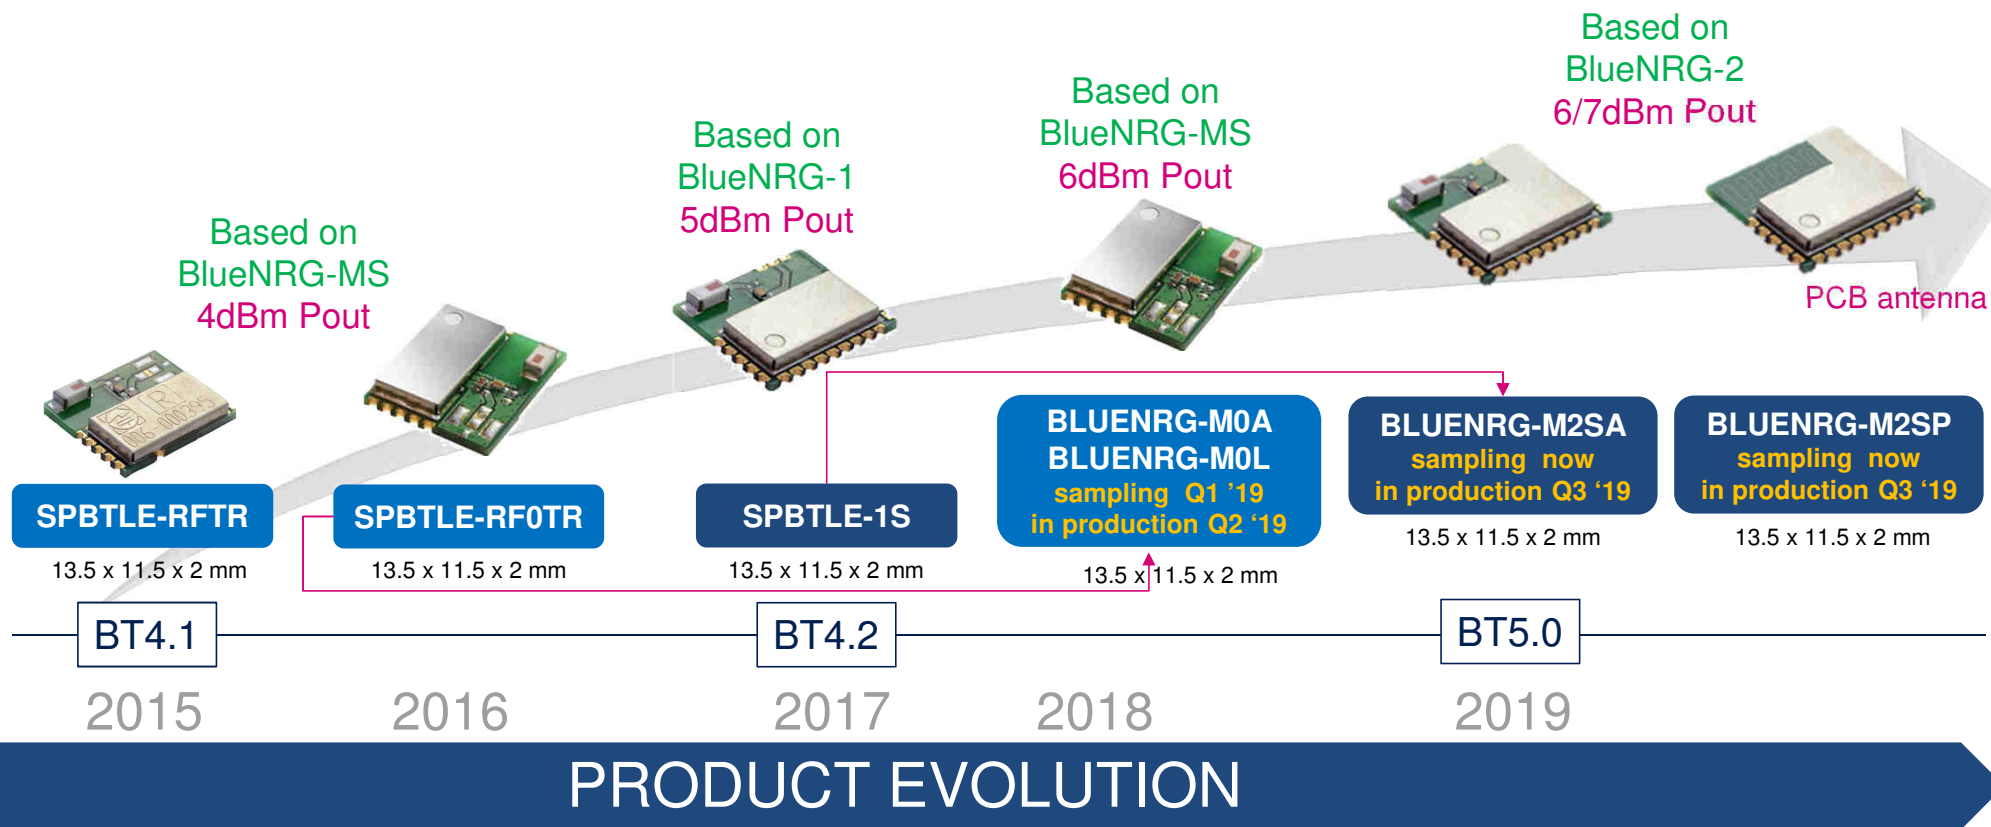 Based on
BlueNRG-MS
4dBm Pout
Based on
BlueNRG-1
5dBm Pout
Based on
BlueNRG-MS
6dBm Pout
Based on
BlueNRG-2
6/7dBm Pout
PCB antenna
R
006-000395
SPBTLE-RFTR
13.5 x 11.5 x 2 mm
SPBTLE-RF0TR
13.5 x 11.5 x 2 mm
SPBTLE-1S
13.5 x 11.5 x 2 mm
BLUENRG-M0A
BLUENRG-M0L
sampling Q1 '19
in production Q2 '19
13.5 x 11.5 x 2 mm
BLUENRG-M2SA
sampling now
in production Q3 '19
13.5 x 11.5 x 2 mm
BLUENRG-M2SP
sampling now
in production Q3 '19
13.5 x 11.5 x 2 mm
BT4.1
BT4.2
BT5.0
2015
2016
2017
2018
2019
PRODUCT EVOLUTION